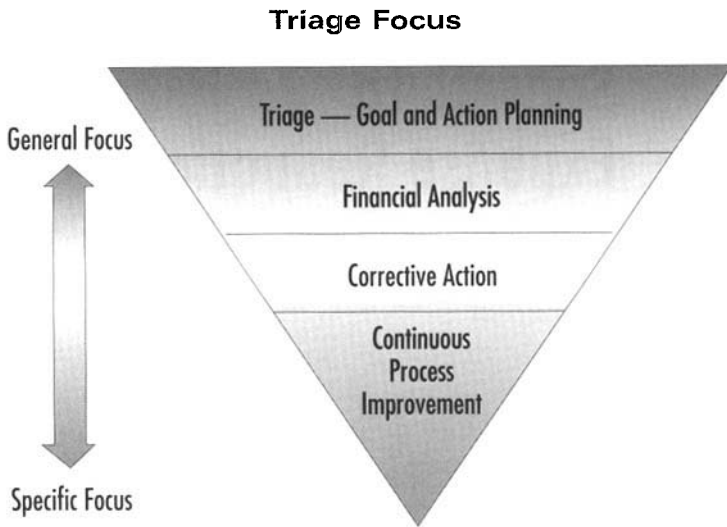 Triage Focus
Triage — Goal and Action Planning
General Focus
Financial Analysis
Corrective Action
Continuous
Process
Improvement
Specific Focus